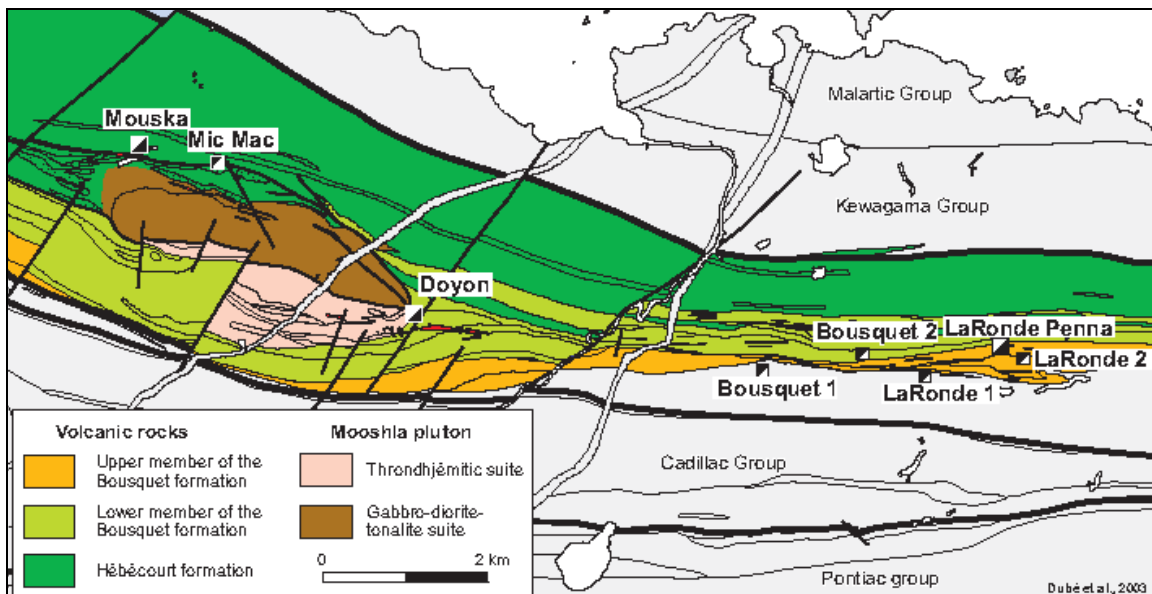 Malartic Group
Mouska
Mic Mac
Kewagama Group
Doyon
Bousquet 2
LaRonde Penna
LaRonde 2
Bousquet 1
LaRonde 1
Volcanic rocks
Mooshla pluton
Upper member of the
Bousquet formation
Throndhjémitic suite
Cadillac Group
Lower member of the
Bousquet formation
Gabbro-diorite-
tonalite suite
Hébécourt formation
0
2 km
Pontiac group
Dubé et al., 2003